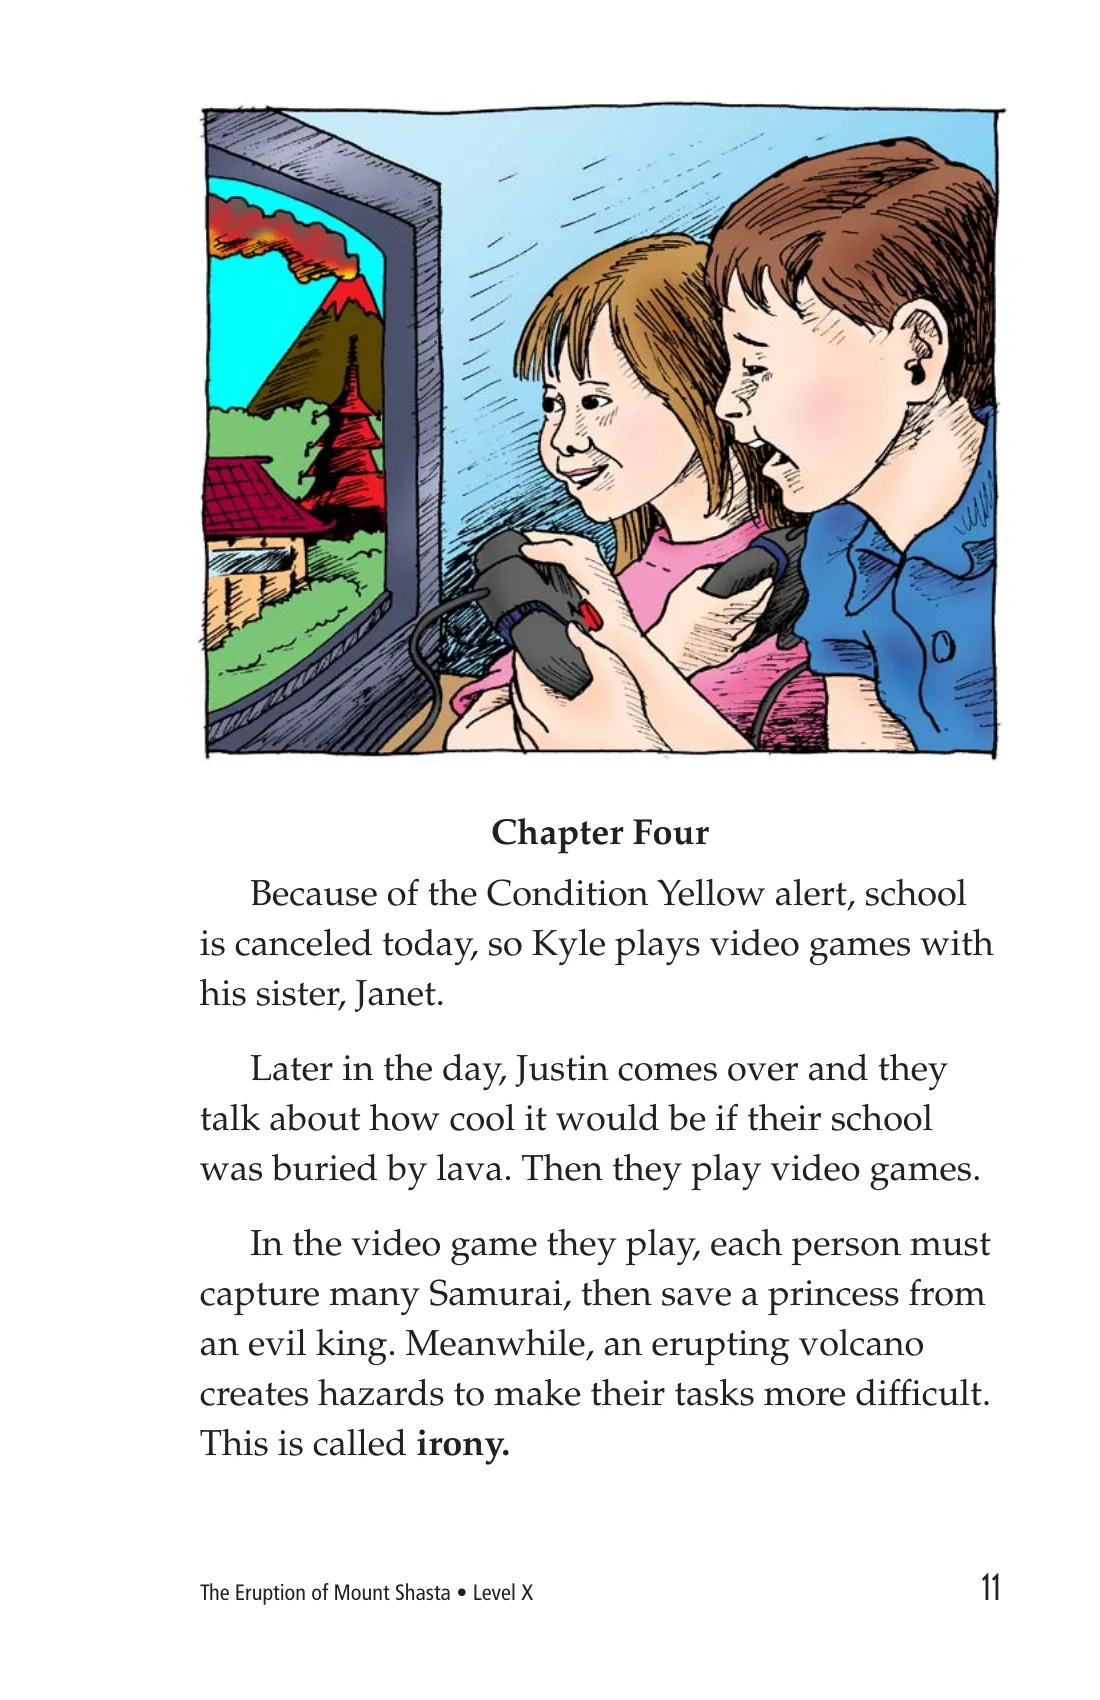 Chapter Four
Because of the Condition Yellow alert, school
is canceled today, so Kyle plays video games with
his sister, Janet.
Later in the day, Justin comes over and they
talk about how cool it would be if their school
was buried by lava. Then they play video games.
In the video game they play, each person must
capture many Samurai, then save a princess from
an evil king. Meanwhile, an erupting volcano
creates hazards to make their tasks more difficult.
This is called irony.
The Eruption of Mount Shasta • Level X 11